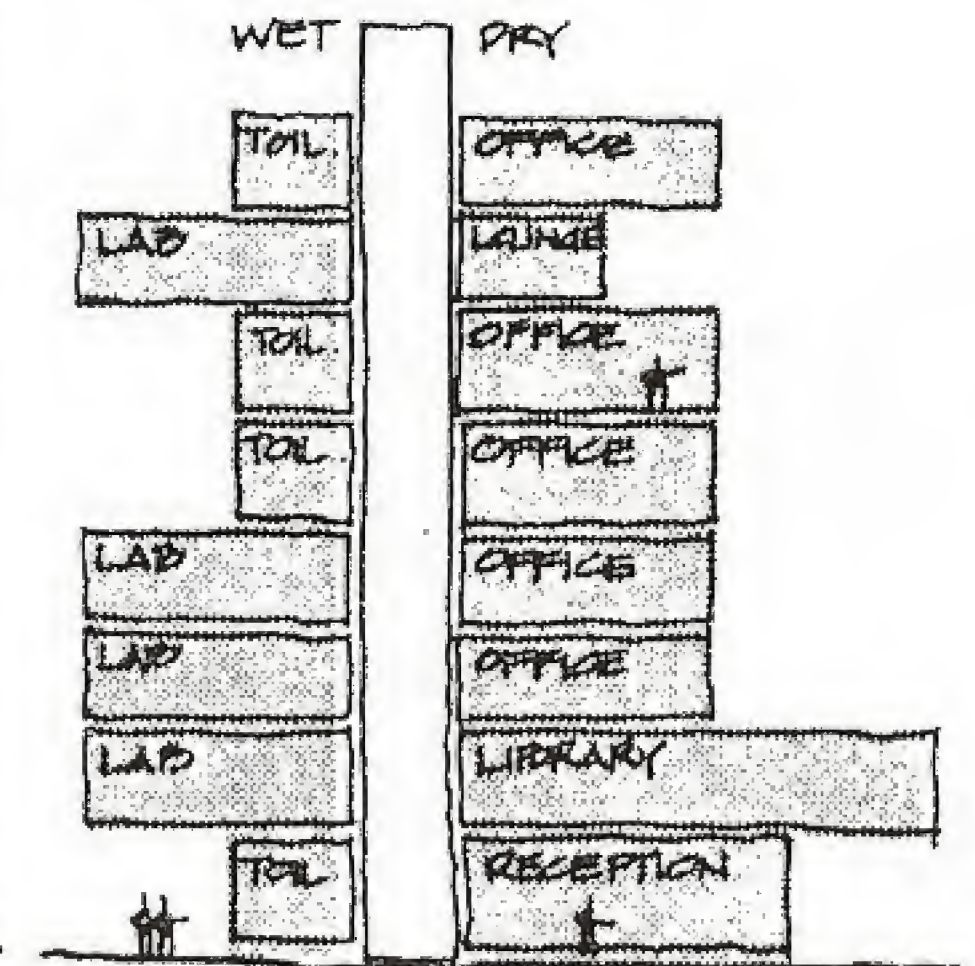 WET DRY
TOIL. OFFICE
LAB LOUNGE
TOIL. OFFICE
TOIL. OFFICE
LAB OFFICE
LAB OFFICE
LAB LIBRARY
TOIL. RECEPTION